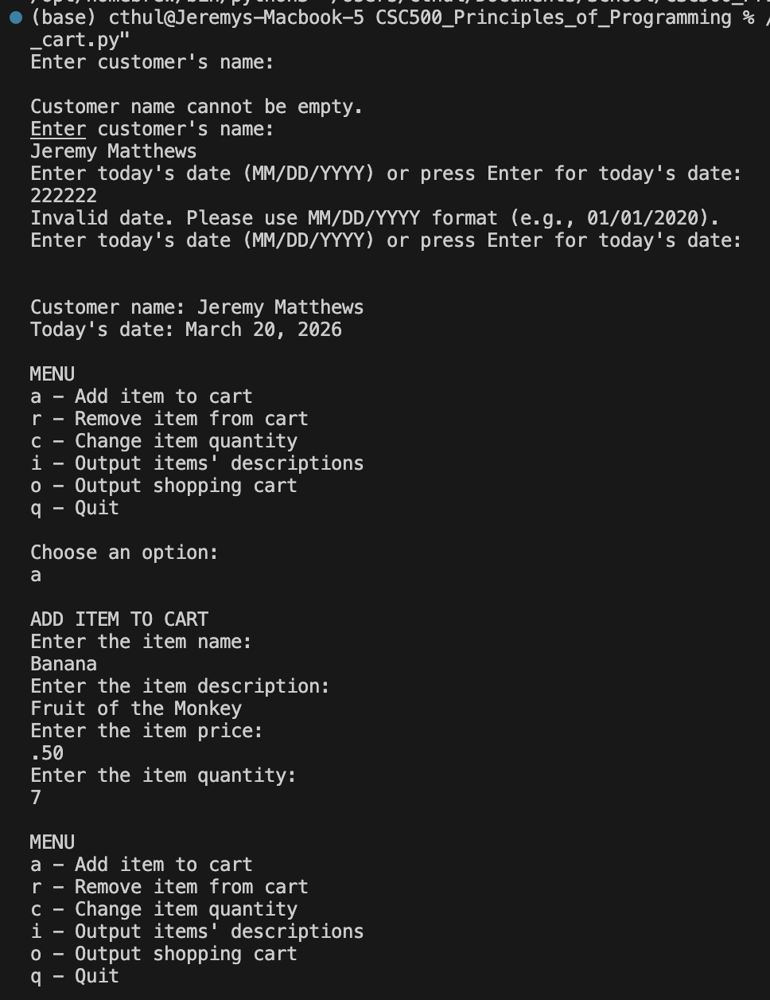 (base) cthul@Jeremys-Macbook-5 CSC500_Principles_of_Programming % /
_cart.py"
Enter customer's name:
Customer name cannot be empty.
Enter customer's name:
Jeremy Matthews
Enter today's date (MM/DD/YYYY) or press Enter for today's date:
222222
Invalid date. Please use MM/DD/YYYY format (e.g., 01/01/2020).
Enter today's date (MM/DD/YYYY) or press Enter for today's date:
Customer name: Jeremy Matthews
Today's date: March 20, 2026
MENU
a - Add item to cart
r - Remove item from cart
c - Change item quantity
i - Output items' descriptions
o - Output shopping cart
q - Quit
Choose an option:
a
ADD ITEM TO CART
Enter the item name:
Banana
Enter the item description:
Fruit of the Monkey
Enter the item price:
.50
Enter the item quantity:
7
MENU
a - Add item to cart
r - Remove item from cart
c - Change item quantity
i - Output items' descriptions
o - Output shopping cart
q - Quit